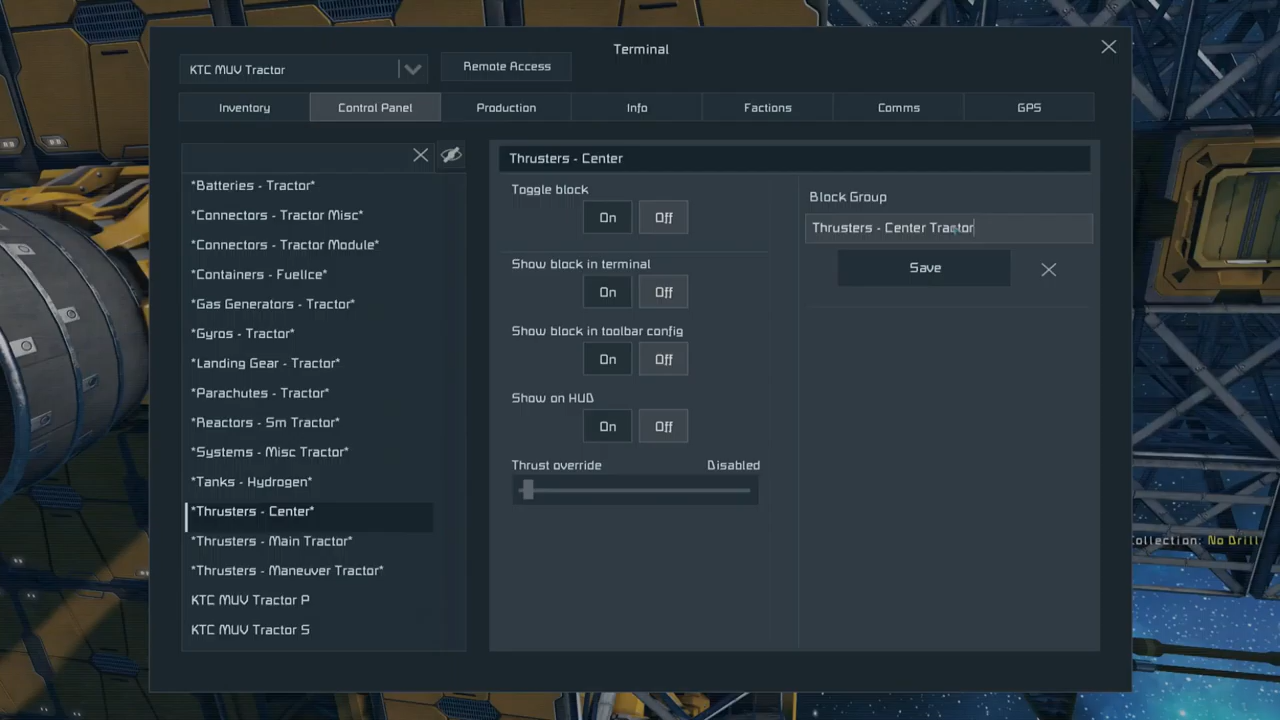 Terminal
KTC MUV Tractor
Remote Access
Inventory
Control Panel
Production
Info
Factions
Comms
GPS
*Batteries - Tractor*
*Connectors - Tractor Misc*
*Connectors - Tractor Module*
*Containers - FuelIce*
*Gas Generators - Tractor*
*Gyros - Tractor*
*Landing Gear - Tractor*
*Parachutes - Tractor*
*Reactors - Sm Tractor*
*Systems - Misc Tractor*
*Tanks - Hydrogen*
*Thrusters - Center*
*Thrusters - Main Tractor*
*Thrusters - Maneuver Tractor*
KTC MUV Tractor P
KTC MUV Tractor S
Thrusters - Center
Toggle block
On Off
Show block in terminal
On Off
Show block in toolbar config
On Off
Show on HUD
On Off
Thrust override Disabled
Block Group
Thrusters - Center Tractor
Save
Collection: No Drill